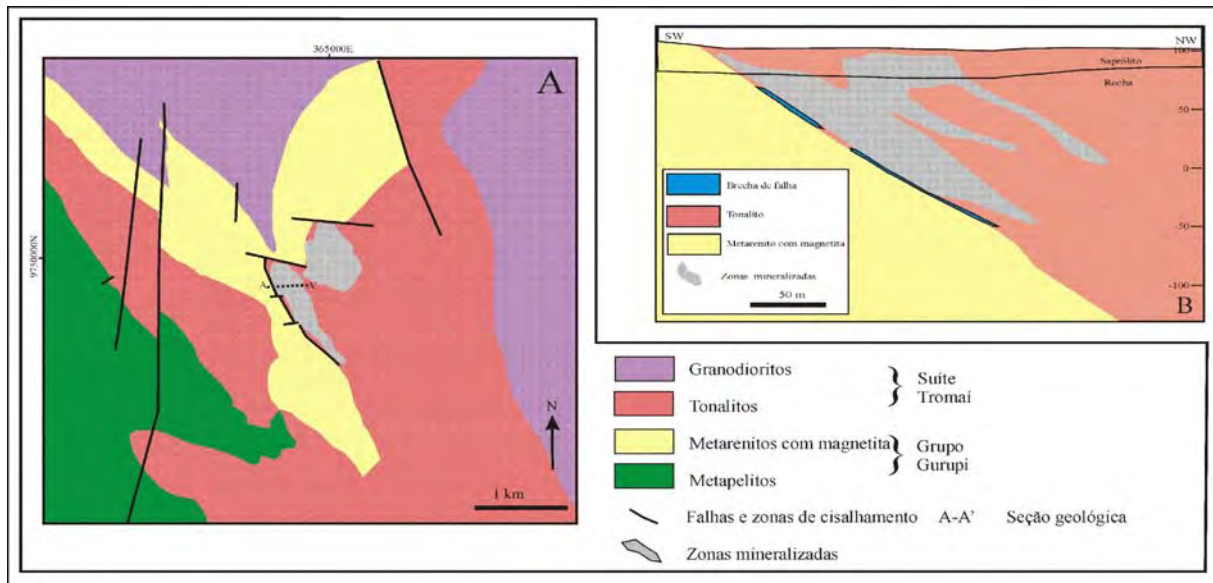 365000E
A
9750000N
A
N
1 km
SW
NW
Saprólito
Rocha
100
50
0
-50
-100
Brecha de falha
Tonalito
Metarenito com magnetita
Zonas mineralizadas
50 m
B
Granodioritos
Tonalitos
Suíte
Tromaí
Metarenitos com magnetita
Metapelitos
Grupo
Gurupi
Falhas e zonas de cisalhamento A-A' Seção geológica
Zonas mineralizadas